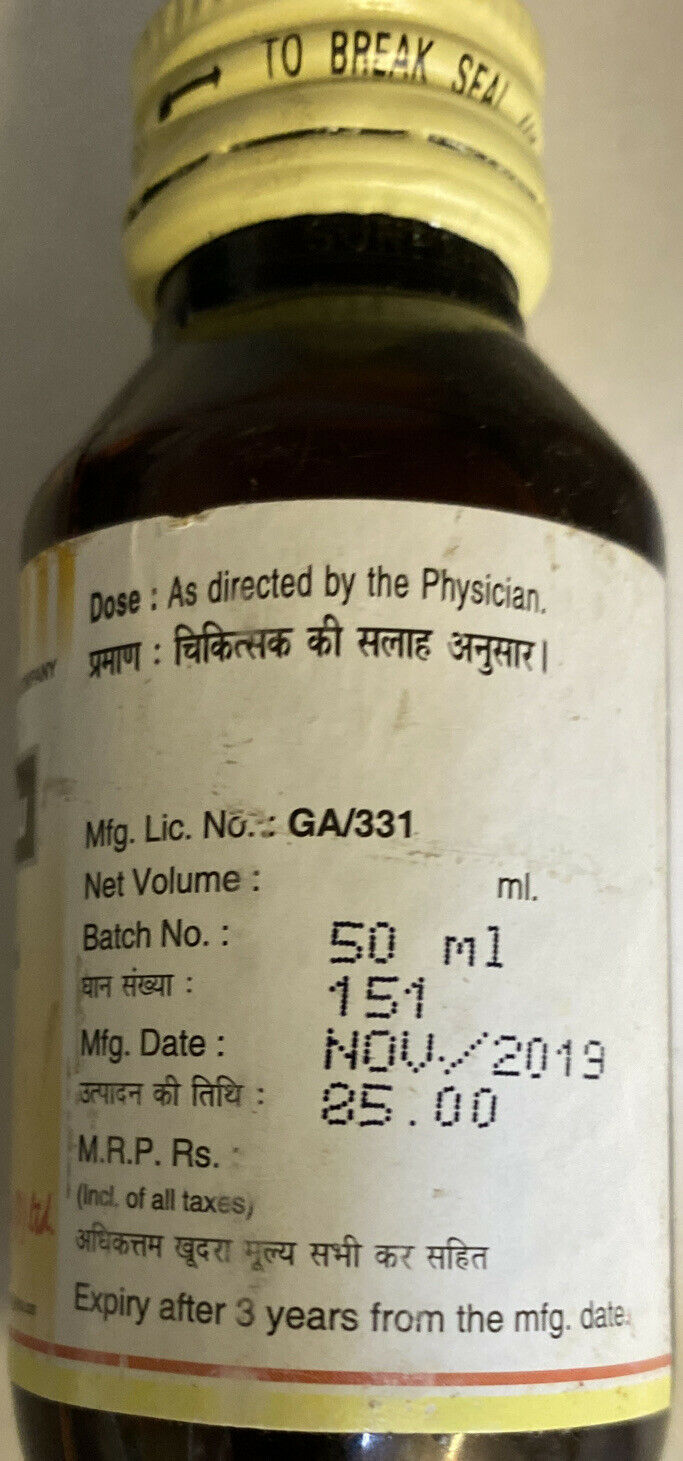 TO BREAK SEAL
Dose : As directed by the Physician.
प्रमाण : चिकित्सक की सलाह अनुसार।
Mfg. Lic. No. : GA/331
Net Volume : ml.
Batch No. : 50 ml
घान संख्या : 151
Mfg. Date : NOV./2019
उत्पादन की तिथि : 85.00
M.R.P. Rs. :
(Incl. of all taxes)
अधिकत्तम खूदरा मूल्य सभी कर सहित
Expiry after 3 years from the mfg. date.